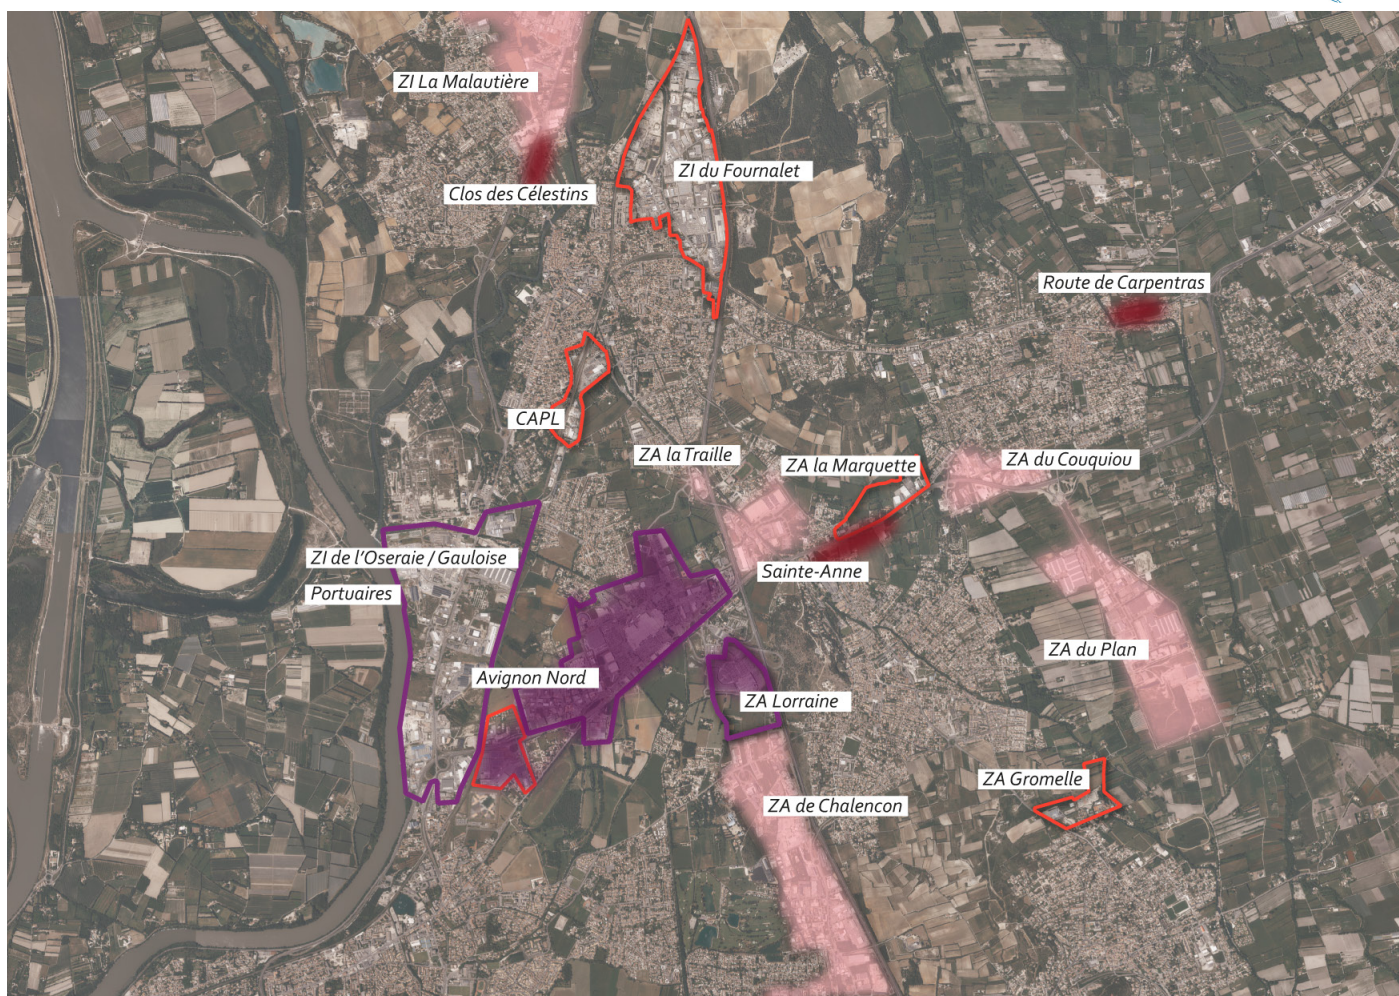 ZI La Malautière
ZI du Fournalet
Clos des Célestins
Route de Carpentras
CAPL
ZA la Traille
ZA la Marquette
ZA du Couquiou
ZI de l'Oseraie / Gauloise
Sainte-Anne
Portuaires
ZA du Plan
Avignon Nord
ZA Lorraine
ZA Gromelle
ZA de Chalencon